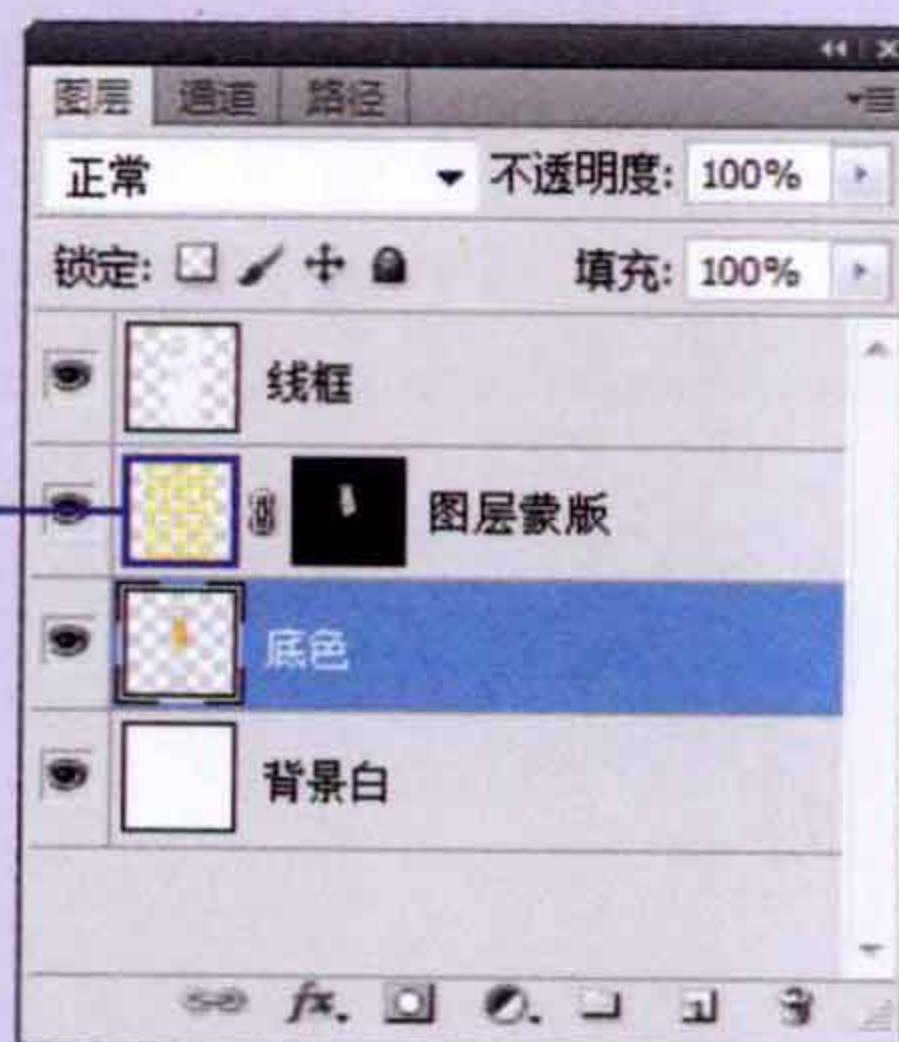 图层 通道 路径
正常 不透明度: 100%
锁定: 填充: 100%
线框
图层蒙版
底色
背景白
fx.